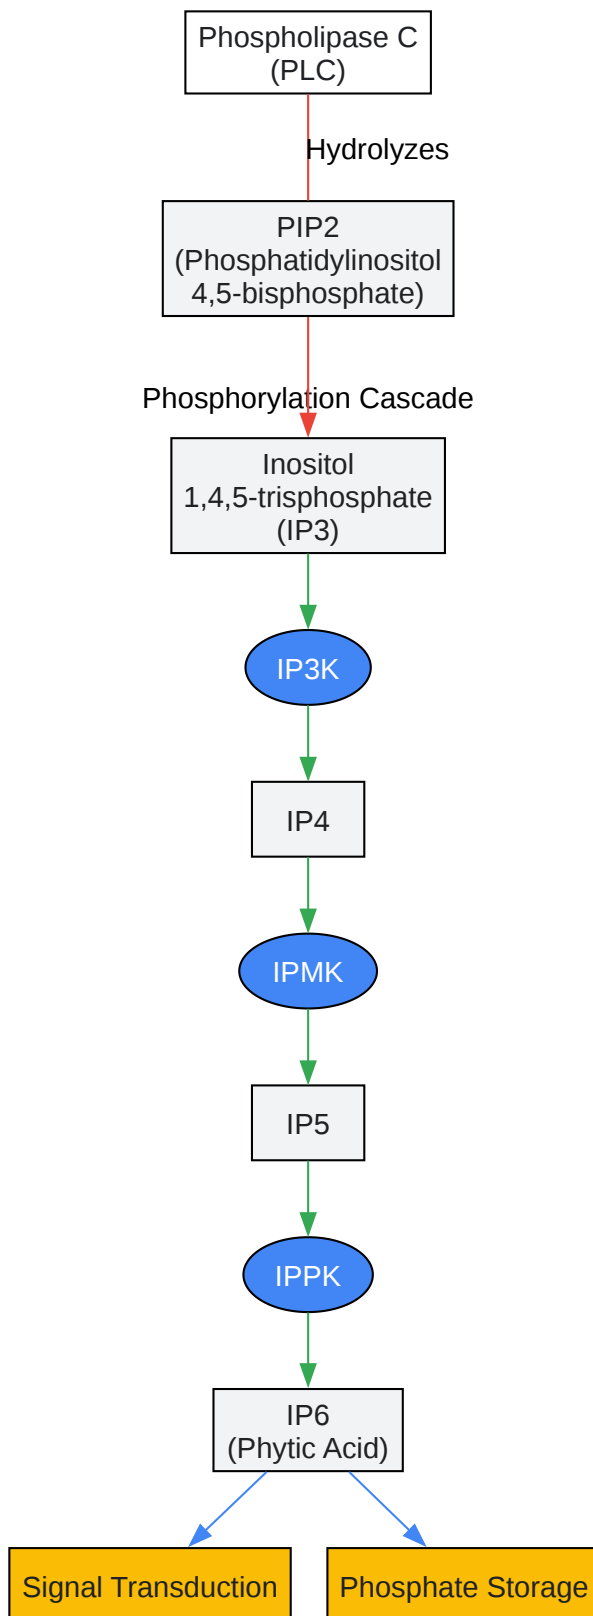 Phospholipase C
(PLC)
Hydrolyzes
PIP2
(Phosphatidylinositol
4,5-bisphosphate)
Phosphorylation Cascade
Inositol
1,4,5-trisphosphate
(IP3)
IP3K
IP4
IPMK
IP5
IPPK
IP6
(Phytic Acid)
Signal Transduction
Phosphate Storage